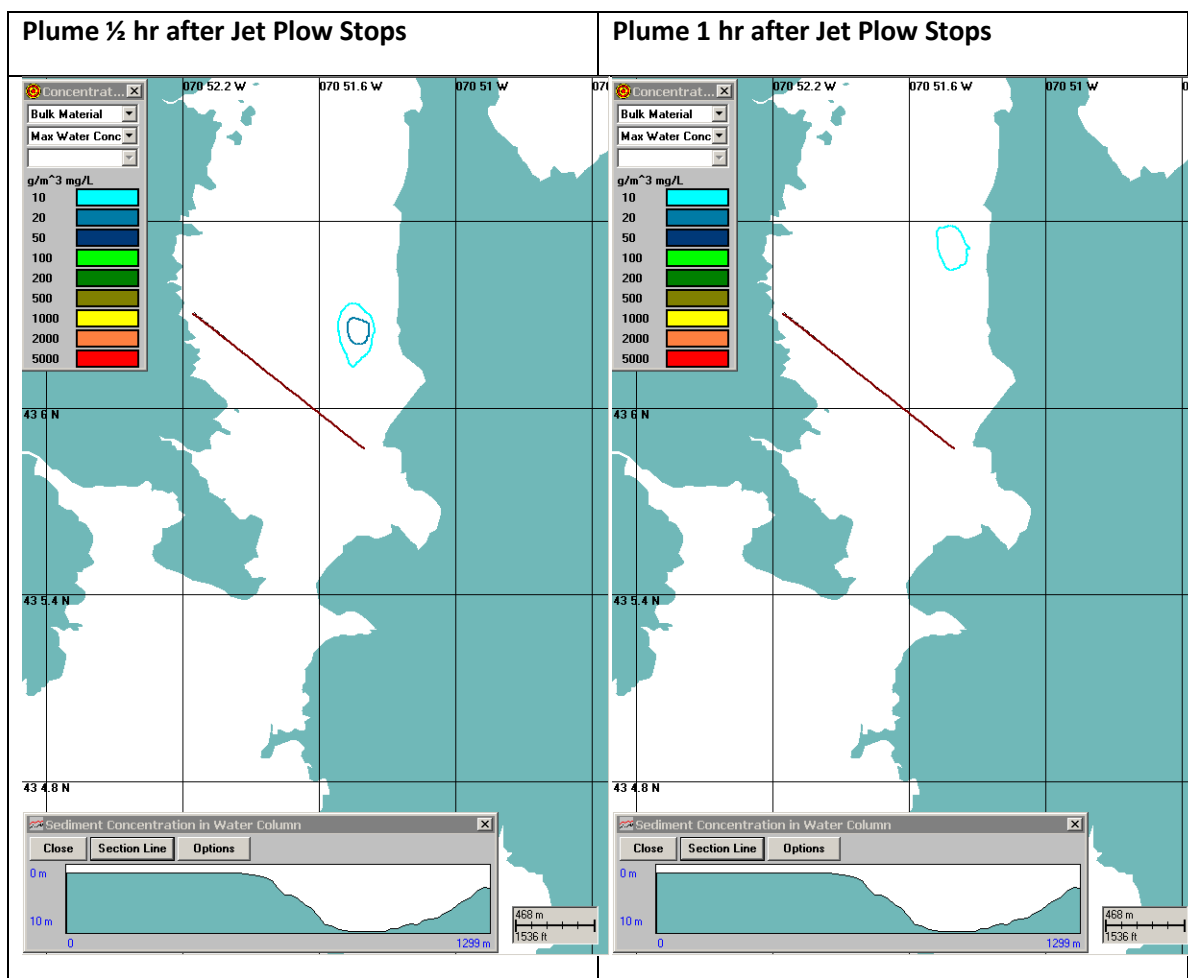 Plume ½ hr after Jet Plow Stops
Concentrat...
Bulk Material
Max Water Conc
g/m^3 mg/L
10
20
50
100
200
500
1000
2000
5000
070 52.2 W
070 51.6 W
070 51 W
43 6 N
43 5.4 N
43 4.8 N
Sediment Concentration in Water Column
Close
Section Line
Options
0 m
10 m
0
1299 m
468 m
1536 ft
Plume 1 hr after Jet Plow Stops
Concentrat...
Bulk Material
Max Water Conc
g/m^3 mg/L
10
20
50
100
200
500
1000
2000
5000
070 52.2 W
070 51.6 W
070 51 W
43 6 N
43 5.4 N
43 4.8 N
Sediment Concentration in Water Column
Close
Section Line
Options
0 m
10 m
0
1299 m
468 m
1536 ft